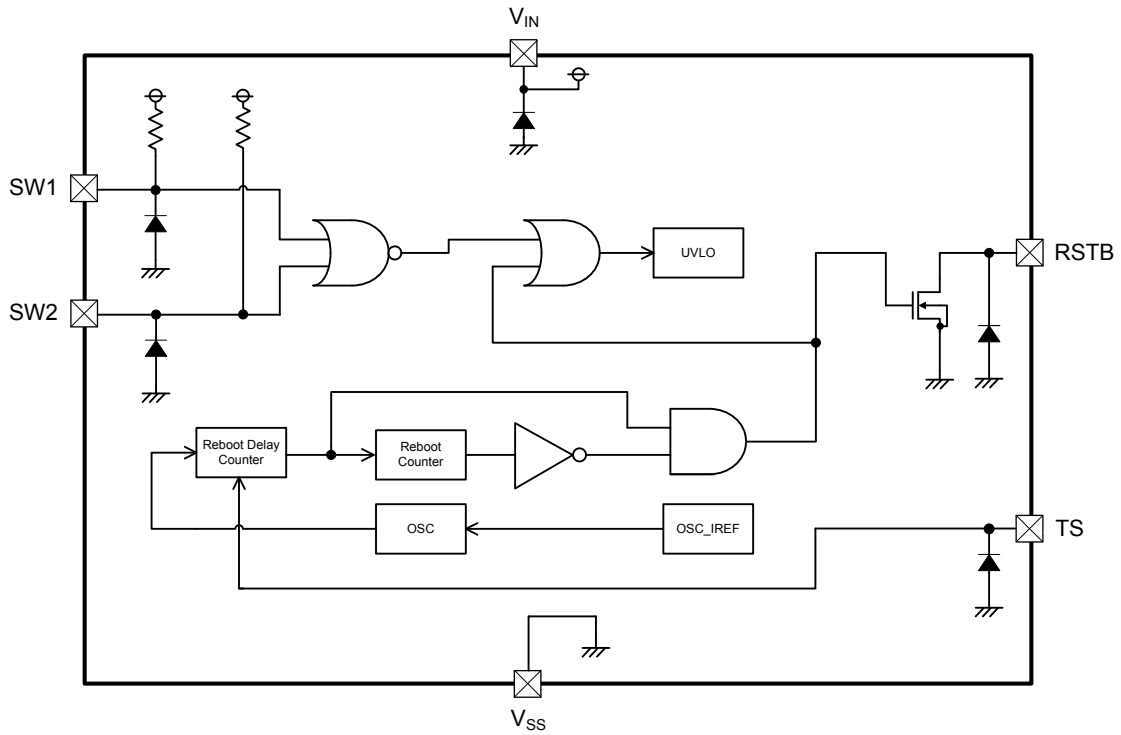 VIN
SW1
SW2
UVLO
RSTB
Reboot Delay
Counter
Reboot
Counter
OSC
OSC_IREF
TS
VSS